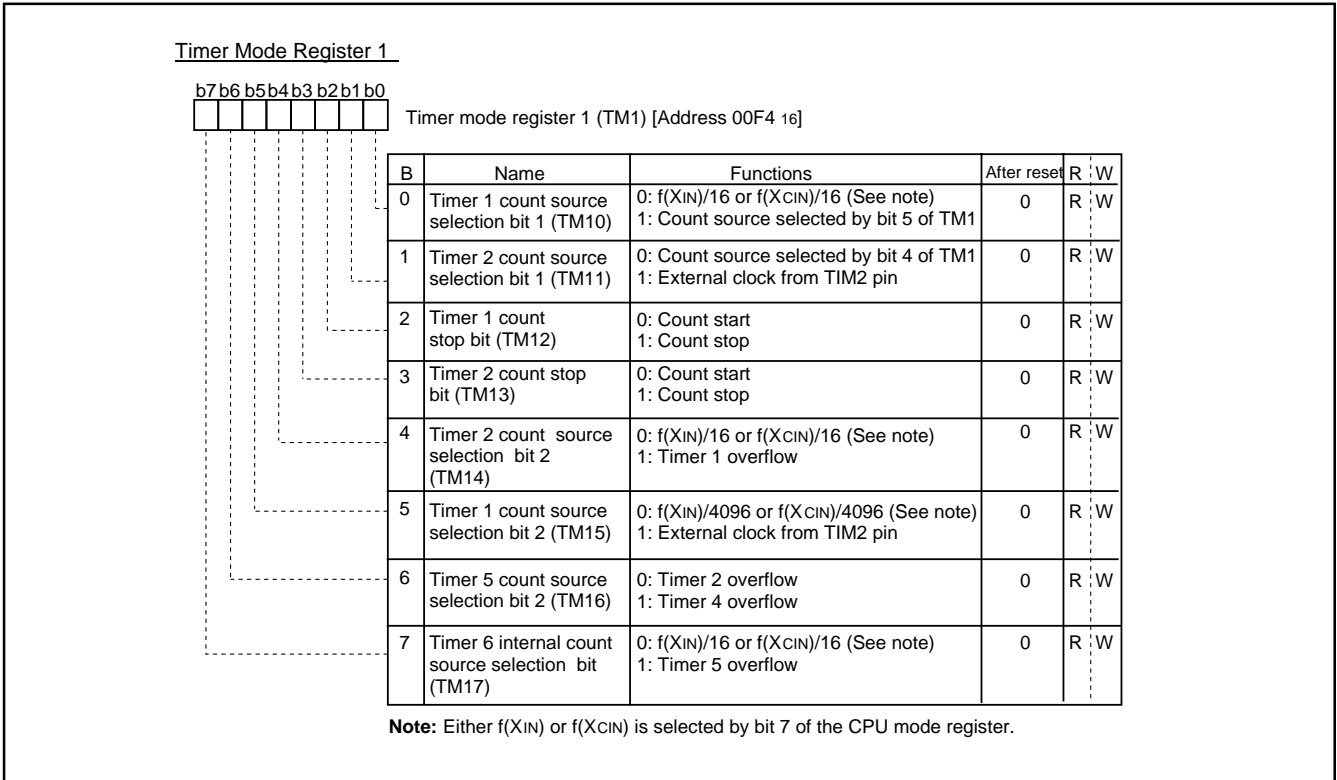 Timer Mode Register 1
b7 b6 b5 b4 b3 b2 b1 b0
Timer mode register 1 (TM1) [Address 00F4 16]
B Name Functions After reset R W
0 Timer 1 count source 0: f(XIN)/16 or f(XCIN)/16 (See note) 0 R W
selection bit 1 (TM10) 1: Count source selected by bit 5 of TM1
1 Timer 2 count source 0: Count source selected by bit 4 of TM1 0 R W
selection bit 1 (TM11) 1: External clock from TIM2 pin
2 Timer 1 count 0: Count start 0 R W
stop bit (TM12) 1: Count stop
3 Timer 2 count stop 0: Count start 0 R W
bit (TM13) 1: Count stop
4 Timer 2 count source 0: f(XIN)/16 or f(XCIN)/16 (See note) 0 R W
selection bit 2 1: Timer 1 overflow
(TM14)
5 Timer 1 count source 0: f(XIN)/4096 or f(XCIN)/4096 (See note) 0 R W
selection bit 2 (TM15) 1: External clock from TIM2 pin
6 Timer 5 count source 0: Timer 2 overflow 0 R W
selection bit 2 (TM16) 1: Timer 4 overflow
7 Timer 6 internal count 0: f(XIN)/16 or f(XCIN)/16 (See note) 0 R W
source selection bit 1: Timer 5 overflow
(TM17)
Note: Either f(XIN) or f(XCIN) is selected by bit 7 of the CPU mode register.